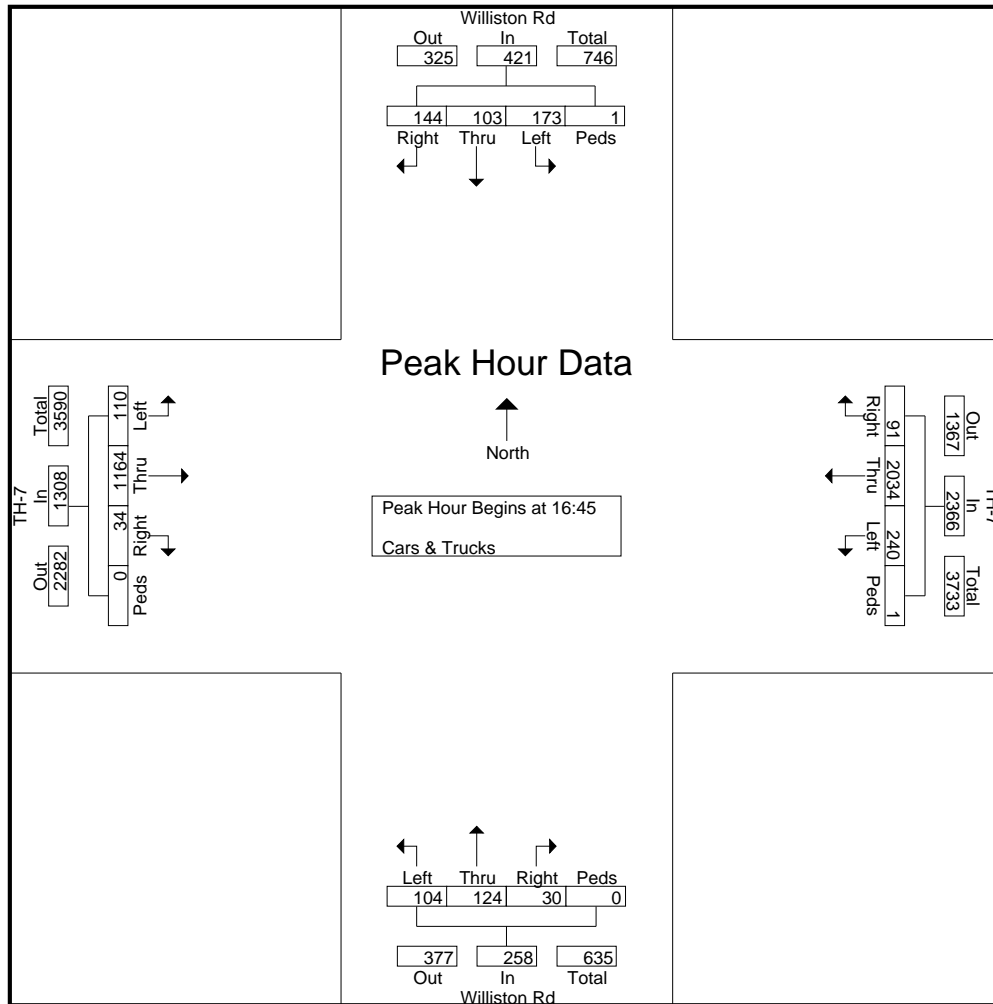 Williston Rd
Out In Total
325 421 746
144 103 173 1
Right Thru Left Peds
Peak Hour Data
North
Peak Hour Begins at 16:45
Cars & Trucks
TH-7
Out In Total
2282 1308 3590
110 1164 34 0
Left Thru Right Peds
TH-7
Out In Total
1367 2366 3733
91 2034 240 1
Right Thru Left Peds
Left Thru Right Peds
104 124 30 0
377 258 635
Out In Total
Williston Rd